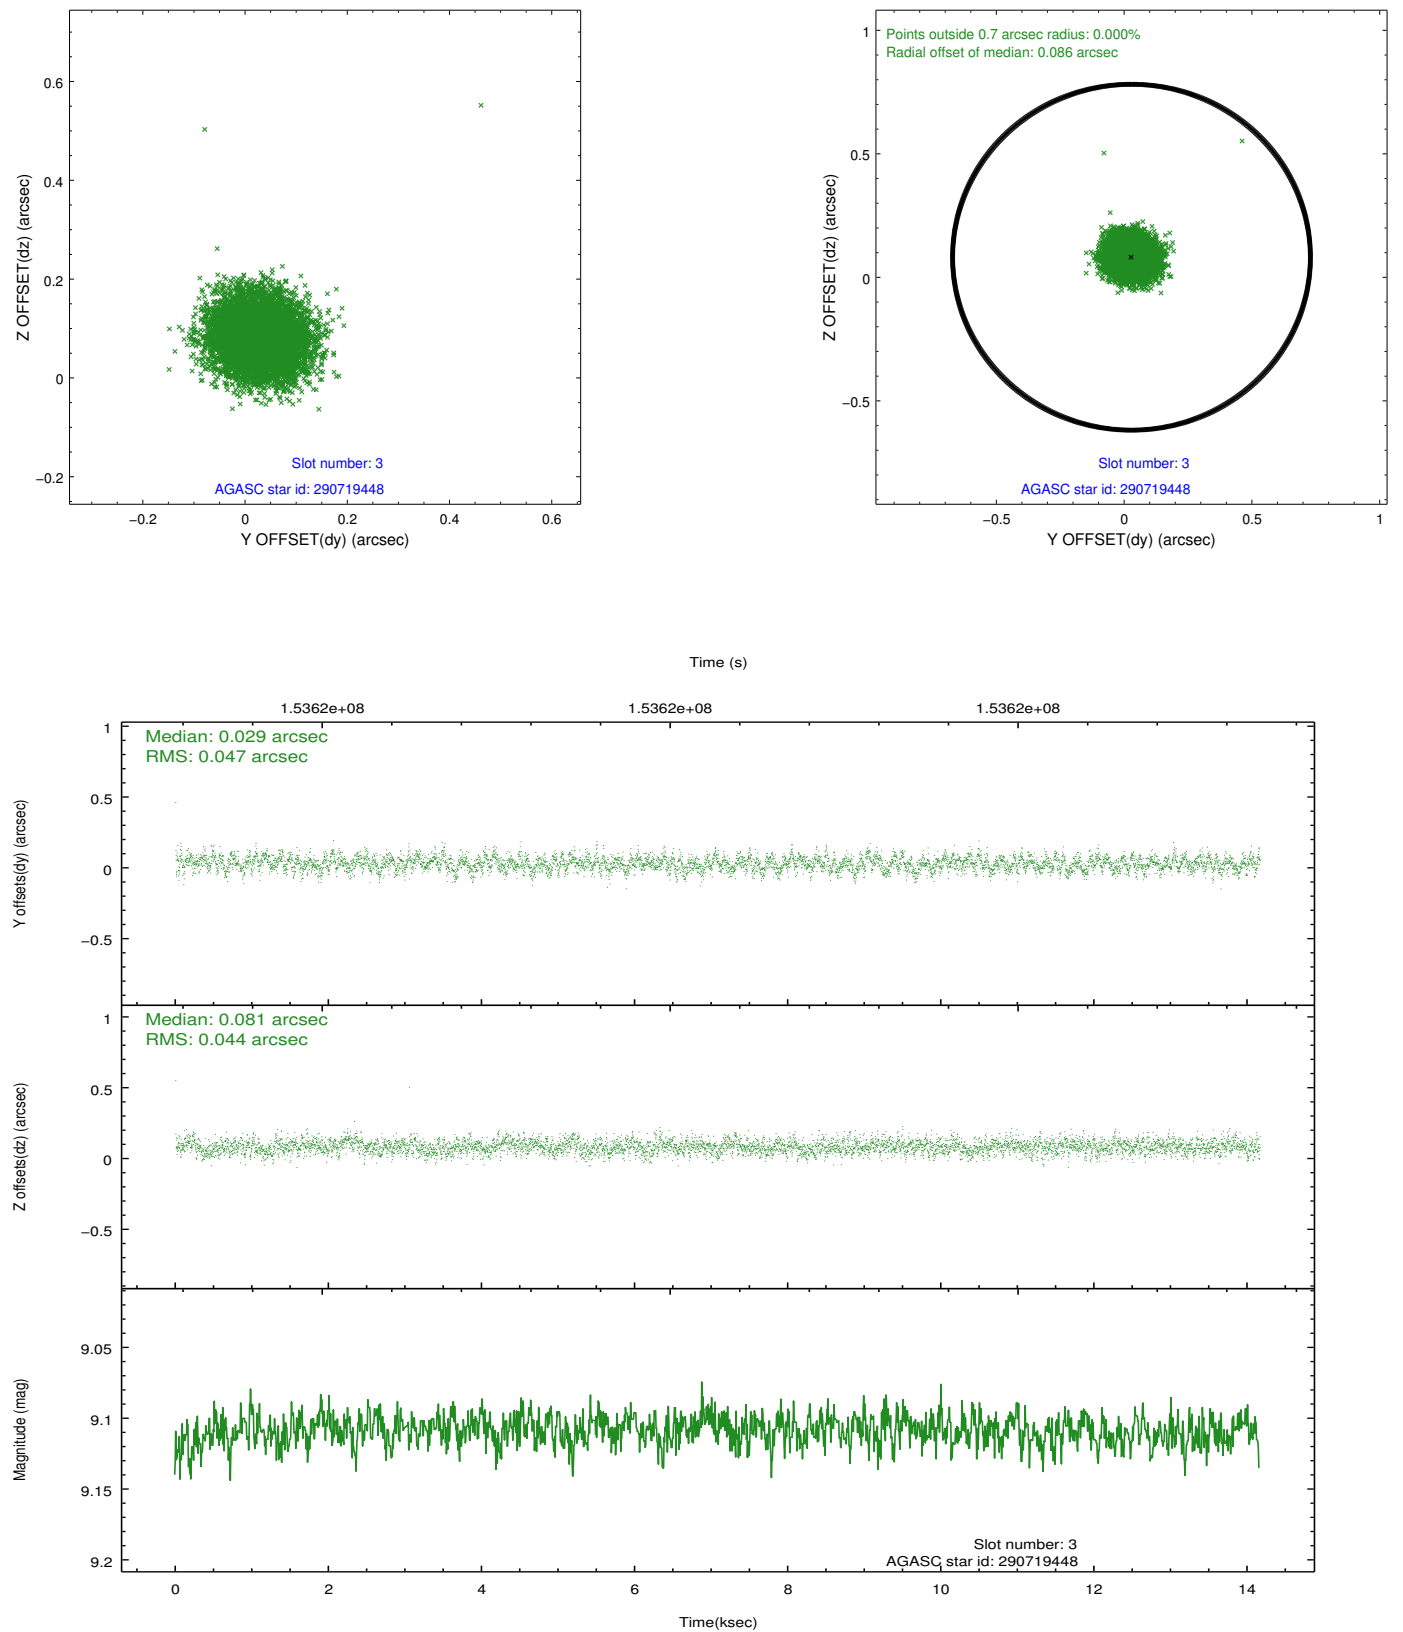 0.6
0.4
0.2
0
−0.2
Z OFFSET(dz) (arcsec)
Slot number: 3
AGASC star id: 290719448
−0.2 0 0.2 0.4 0.6
Y OFFSET(dy) (arcsec)
Points outside 0.7 arcsec radius: 0.000%
Radial offset of median: 0.086 arcsec
1
0.5
0
−0.5
Z OFFSET(dz) (arcsec)
Slot number: 3
AGASC star id: 290719448
−0.5 0 0.5 1
Y OFFSET(dy) (arcsec)
Time (s)
1.5362e+08 1.5362e+08 1.5362e+08
Median: 0.029 arcsec
RMS: 0.047 arcsec
1
0.5
0
−0.5
Y offsets(dy) (arcsec)
Median: 0.081 arcsec
RMS: 0.044 arcsec
1
0.5
0
−0.5
Z offsets(dz) (arcsec)
9.05
9.1
9.15
9.2
Magnitude (mag)
Slot number: 3
AGASC star id: 290719448
0 2 4 6 8 10 12 14
Time(ksec)